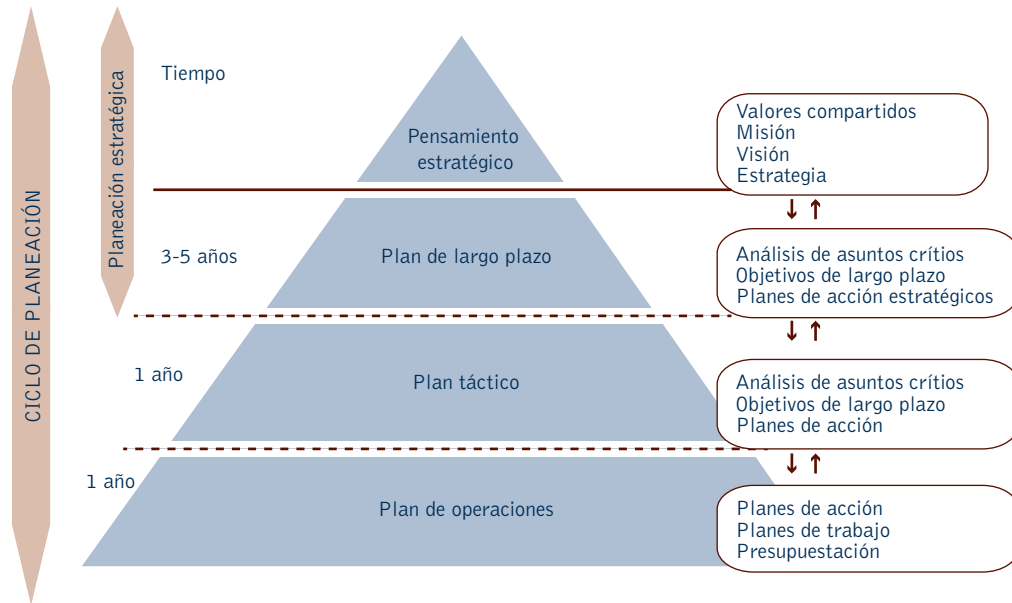 CICLO DE PLANEACIÓN
Planeación estratégica
Tiempo
Pensamiento
estratégico
Valores compartidos
Misión
Visión
Estrategia
3-5 años
Plan de largo plazo
Análisis de asuntos crítios
Objetivos de largo plazo
Planes de acción estratégicos
1 año
Plan táctico
Análisis de asuntos crítios
Objetivos de largo plazo
Planes de acción
1 año
Plan de operaciones
Planes de acción
Planes de trabajo
Presupuestación